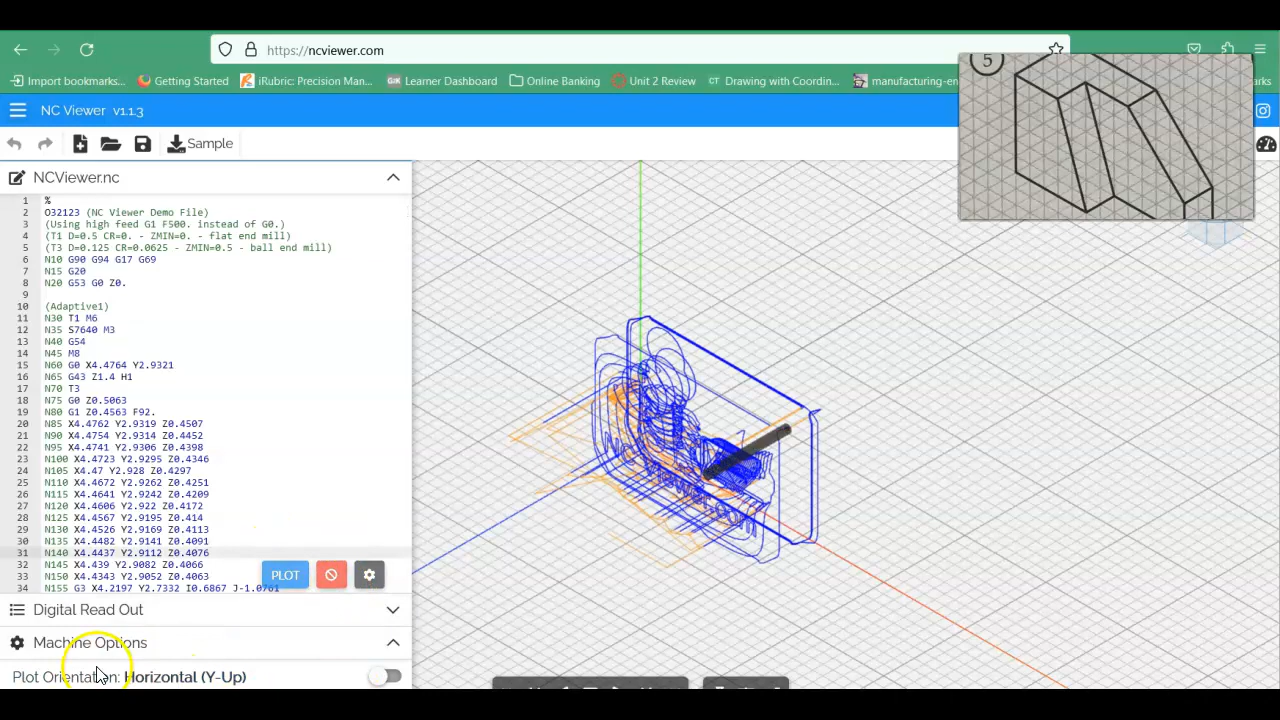 https://ncviewer.com
Import bookmarks...
Getting Started
iRubric: Precision Man...
Learner Dashboard
Online Banking
Unit 2 Review
CT Drawing with Coordin...
manufacturing-en
ks
NC Viewer v1.1.3
5
Sample
NCViewer.nc
1 %
2 O32123 (NC Viewer Demo File)
3 (Using high feed G1 F500. instead of G0.)
4 (T1 D=0.5 CR=0. - ZMIN=0. - flat end mill)
5 (T3 D=0.125 CR=0.0625 - ZMIN=0.5 - ball end mill)
6 N10 G90 G94 G17 G69
7 N15 G20
8 N20 G53 G0 Z0.
9
10 (Adaptive1)
11 N30 T1 M6
12 N35 S7640 M3
13 N40 G54
14 N45 M8
15 N60 G0 X4.4764 Y2.9321
16 N65 G43 Z1.4 H1
17 N70 T3
18 N75 G0 Z0.5063
19 N80 G1 Z0.4563 F92.
20 N85 X4.4762 Y2.9319 Z0.4507
21 N90 X4.4754 Y2.9314 Z0.4452
22 N95 X4.4741 Y2.9306 Z0.4398
23 N100 X4.4723 Y2.9295 Z0.4346
24 N105 X4.47 Y2.928 Z0.4297
25 N110 X4.4672 Y2.9262 Z0.4251
26 N115 X4.4641 Y2.9242 Z0.4209
27 N120 X4.4606 Y2.922 Z0.4172
28 N125 X4.4567 Y2.9195 Z0.414
29 N130 X4.4526 Y2.9169 Z0.4113
30 N135 X4.4482 Y2.9141 Z0.4091
31 N140 X4.4437 Y2.9112 Z0.4076
32 N145 X4.439 Y2.9082 Z0.4066
33 N150 X4.4343 Y2.9052 Z0.4063
34 N155 G3 X4.2197 Y2.7332 I0.6867 J-1.0761
PLOT
Digital Read Out
Machine Options
Plot Orientation: Horizontal (Y-Up)